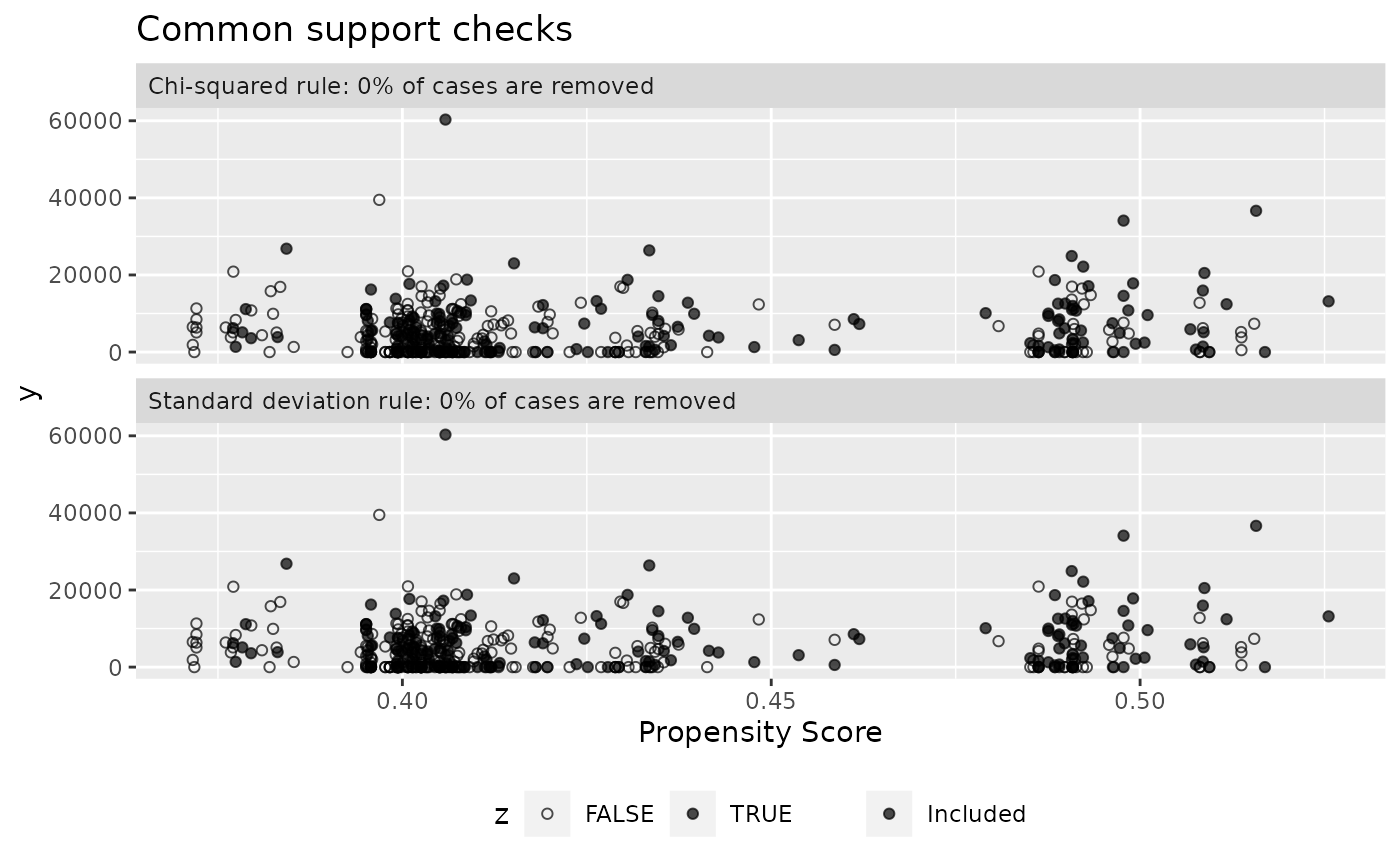 Common support checks
Chi-squared rule: 0% of cases are removed
60000
40000
20000
0
y
Standard deviation rule: 0% of cases are removed
60000
40000
20000
0
0.40 0.45 0.50
Propensity Score
z FALSE TRUE Included